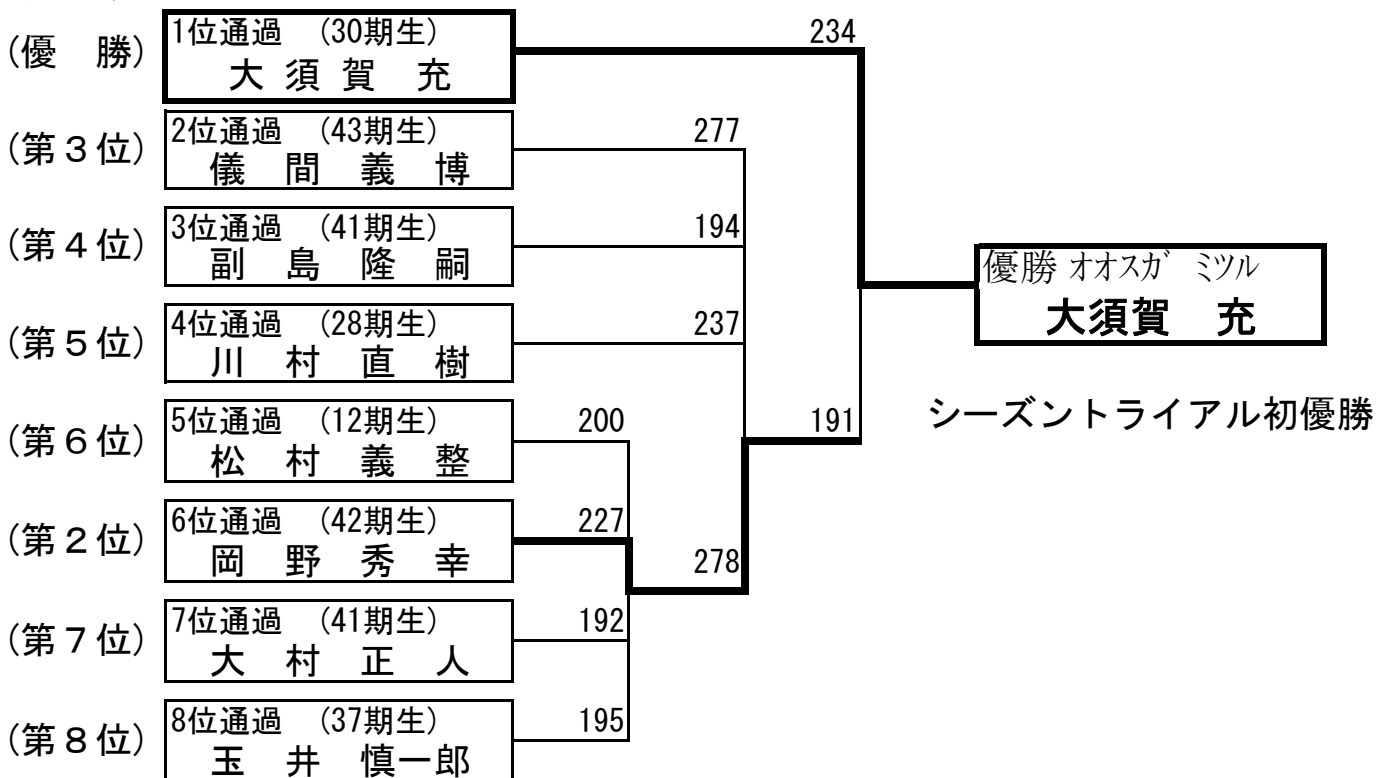 (優 勝)
1位通過 (30期生)
大 須 賀 充
234
(第3位)
2位通過 (43期生)
儀 間 義 博
277
(第4位)
3位通過 (41期生)
副 島 隆 嗣
194
優勝 オオスガ ミツル
大須賀 充
(第5位)
4位通過 (28期生)
川 村 直 樹
237
シーズントライアル初優勝
(第6位)
5位通過 (12期生)
松 村 義 整
200
191
(第2位)
6位通過 (42期生)
岡 野 秀 幸
227
278
(第7位)
7位通過 (41期生)
大 村 正 人
192
(第8位)
8位通過 (37期生)
玉 井 慎一郎
195